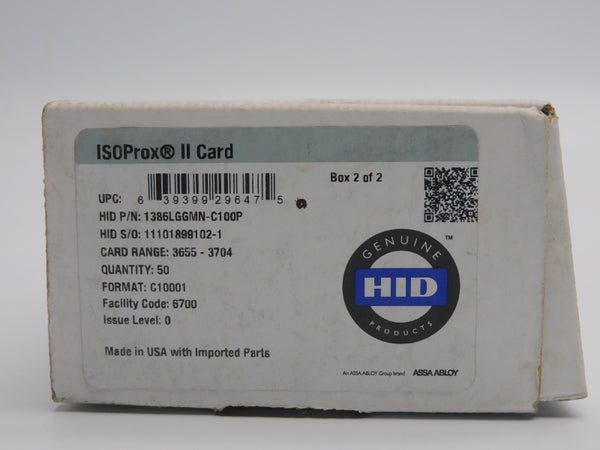 ISOProx® II Card
Box 2 of 2
UPC: 6 39399 29647 5
HID P/N: 1386LGGMN-C100P
HID S/O: 11101899102-1
CARD RANGE: 3655 - 3704
QUANTITY: 50
FORMAT: C10001
Facility Code: 6700
Issue Level: 0
Made in USA with Imported Parts
GENUINE
HID
PRODUCTS
TM
An ASSA ABLOY Group brand ASSA ABLOY